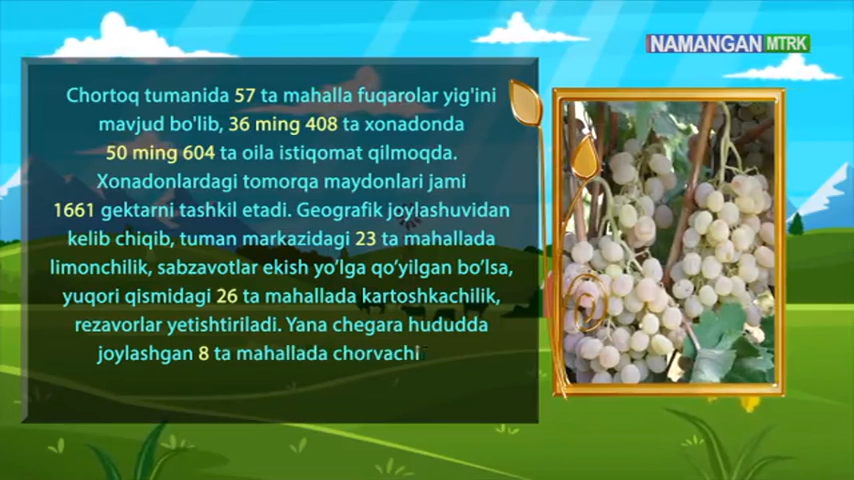 NAMANGAN MTRK
Chortoq tumanida 57 ta mahalla fuqarolar yig'ini
mavjud bo'lib, 36 ming 408 ta xonadonda
50 ming 604 ta oila istiqomat qilmoqda.
Xonadonlardagi tomorqa maydonlari jami
1661 gektarni tashkil etadi. Geografik joylashuvidan
kelib chiqib, tuman markazidagi 23 ta mahallada
limonchilik, sabzavotlar ekish yo'lga qo'yilgan bo'lsa,
yuqori qismidagi 26 ta mahallada kartoshkachilik,
rezavorlar yetishtiriladi. Yana chegara hududda
joylashgan 8 ta mahallada chorvachi